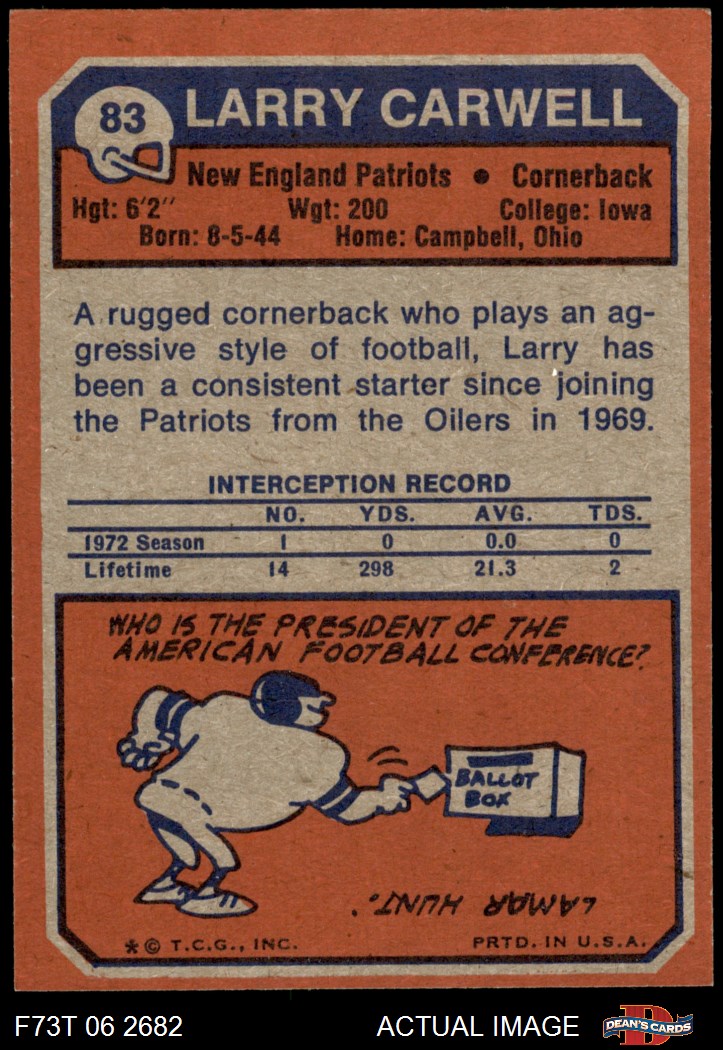 83
LARRY CARWELL
New England Patriots • Cornerback
Hgt: 6'2" Wgt: 200 College: Iowa
Born: 8-5-44 Home: Campbell, Ohio
A rugged cornerback who plays an ag-
gressive style of football, Larry has
been a consistent starter since joining
the Patriots from the Oilers in 1969.
INTERCEPTION RECORD
NO. YDS. AVG. TDS.
1972 Season 1 0 0.0 0
Lifetime 14 298 21.3 2
WHO IS THE PRESIDENT OF THE
AMERICAN FOOTBALL CONFERENCE?
BALLOT
BOX
LAMAR HUNT.
*© T.C.G., INC. PRTD. IN U.S.A.
F73T 06 2682 ACTUAL IMAGE
D
DEAN'S CARDS